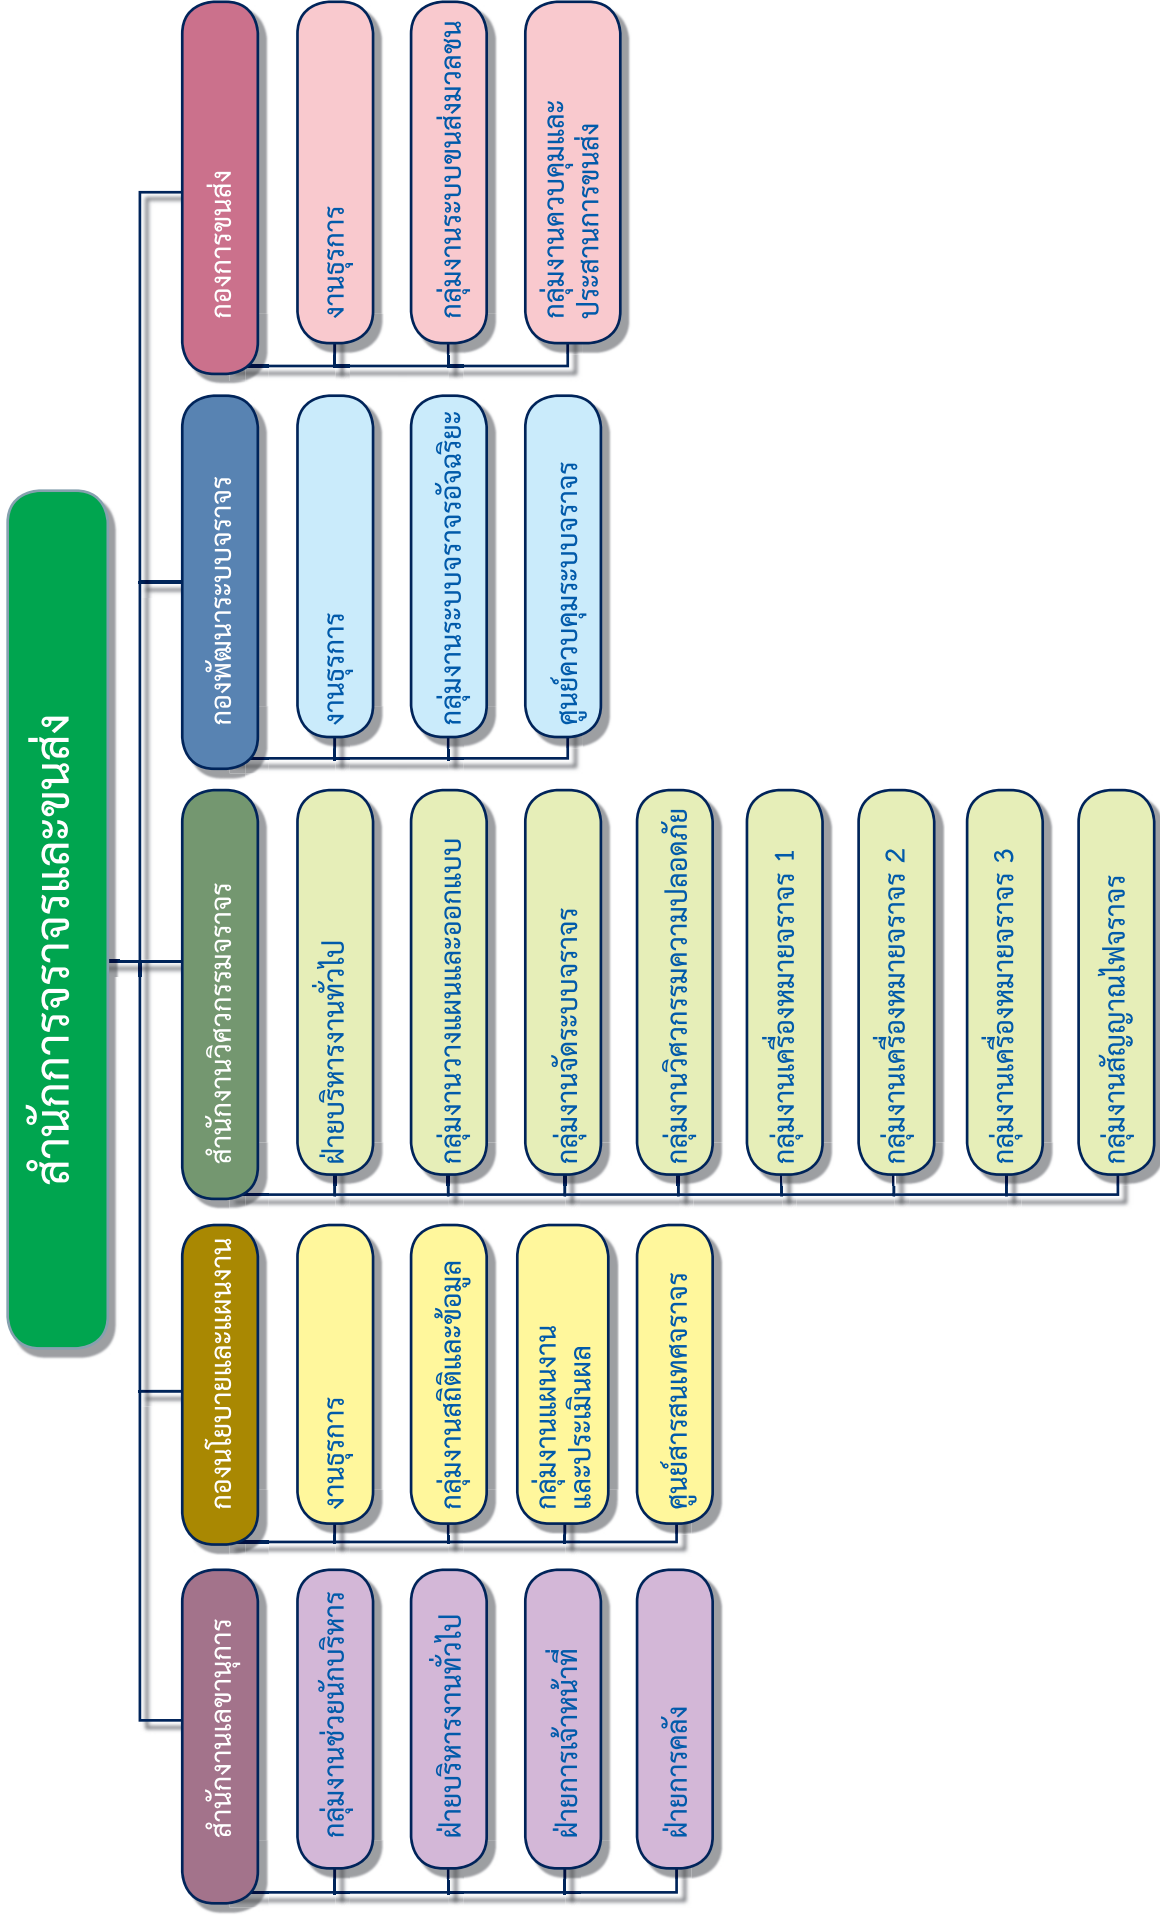 สำนักการจราจรและขนส่ง
สำนักงานเลขานุการ
กลุ่มงานช่วยนักบริหาร
ฝ่ายบริหารงานทั่วไป
ฝ่ายการเจ้าหน้าที่
ฝ่ายการคลัง
กองนโยบายและแผนงาน
งานธุรการ
กลุ่มงานสถิติและข้อมูล
กลุ่มงานแผนงาน
และประเมินผล
ศูนย์สารสนเทศจราจร
สำนักงานวิศวกรรมจราจร
ฝ่ายบริหารงานทั่วไป
กลุ่มงานวางแผนและออกแบบ
กลุ่มงานจัดระบบจราจร
กลุ่มงานวิศวกรรมความปลอดภัย
กลุ่มงานเครื่องหมายจราจร 1
กลุ่มงานเครื่องหมายจราจร 2
กลุ่มงานเครื่องหมายจราจร 3
กลุ่มงานสัญญาณไฟจราจร
กองพัฒนาระบบจราจร
งานธุรการ
กลุ่มงานระบบจราจรอัจฉริยะ
ศูนย์ควบคุมระบบจราจร
กองการขนส่ง
งานธุรการ
กลุ่มงานระบบขนส่งมวลชน
กลุ่มงานควบคุมและ
ประสานการขนส่ง